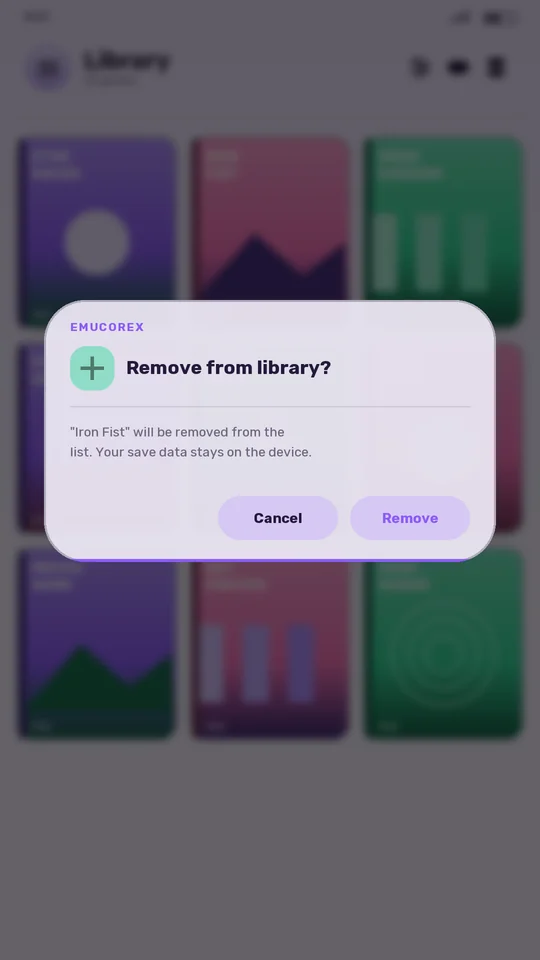 Library
EMUCOREX
Remove from library?
"Iron Fist" will be removed from the
list. Your save data stays on the device.
Cancel
Remove